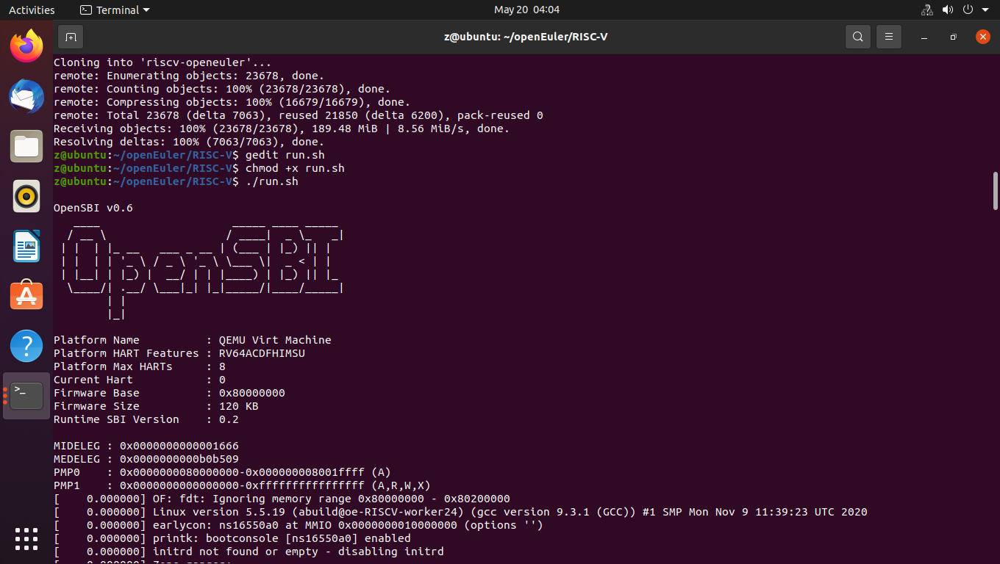 Activities
Terminal
May 20 04:04
z@ubuntu: ~/openEuler/RISC-V
Cloning into 'riscv-openeuler'...
remote: Enumerating objects: 23678, done.
remote: Counting objects: 100% (23678/23678), done.
remote: Compressing objects: 100% (16679/16679), done.
remote: Total 23678 (delta 7063), reused 21850 (delta 6200), pack-reused 0
Receiving objects: 100% (23678/23678), 189.48 MiB | 8.56 MiB/s, done.
Resolving deltas: 100% (7063/7063), done.
z@ubuntu:~/openEuler/RISC-V$ gedit run.sh
z@ubuntu:~/openEuler/RISC-V$ chmod +x run.sh
z@ubuntu:~/openEuler/RISC-V$ ./run.sh
OpenSBI v0.6
   ____                    _____ ____ _____
  / __ \                  / ____|  _ \_   _|
 | |  | |_ __   ___ _ __ | (___ | |_) || |
 | |  | | '_ \ / _ \ '_ \ \___ \|  _ < | |
 | |__| | |_) |  __/ | | |____) | |_) || |_
  \____/| .__/ \___|_| |_|_____/|____/_____|
        | |
        |_|
Platform Name          : QEMU Virt Machine
Platform HART Features : RV64ACDFHIMSU
Platform Max HARTs     : 8
Current Hart           : 0
Firmware Base          : 0x80000000
Firmware Size          : 120 KB
Runtime SBI Version    : 0.2
MIDELEG : 0x0000000000001666
MEDELEG : 0x0000000000b0b509
PMP0    : 0x0000000080000000-0x000000008001ffff (A)
PMP1    : 0x0000000000000000-0xffffffffffffffff (A,R,W,X)
[    0.000000] OF: fdt: Ignoring memory range 0x80000000 - 0x80200000
[    0.000000] Linux version 5.5.19 (abuild@oe-RISCV-worker24) (gcc version 9.3.1 (GCC)) #1 SMP Mon Nov 9 11:39:23 UTC 2020
[    0.000000] earlycon: ns16550a0 at MMIO 0x0000000010000000 (options '')
[    0.000000] printk: bootconsole [ns16550a0] enabled
[    0.000000] initrd not found or empty - disabling initrd